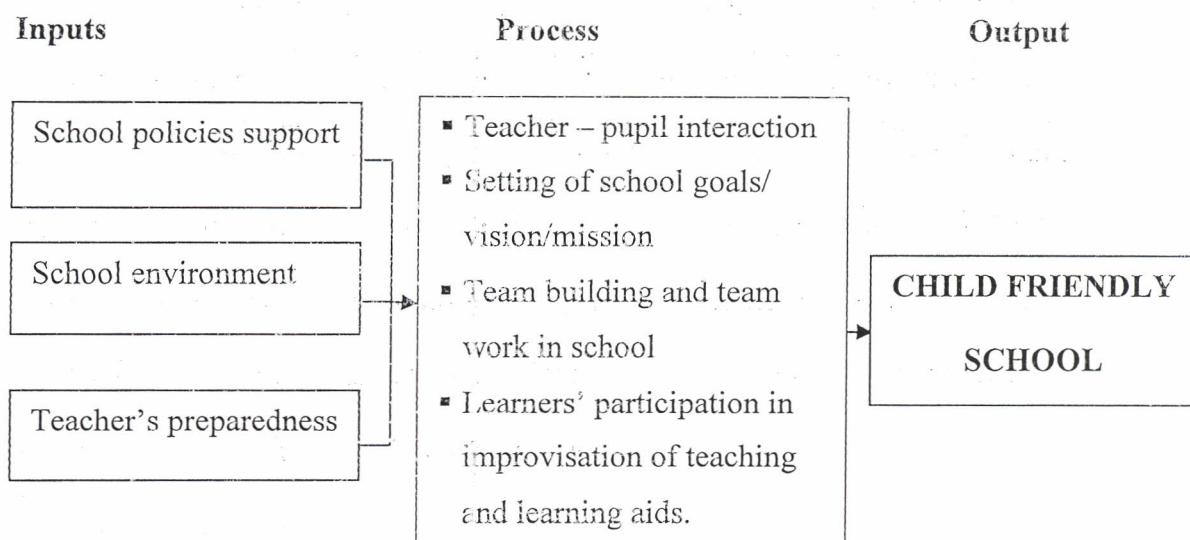 Inputs
Process
Output
School policies support
School environment
Teacher's preparedness
▪ Teacher – pupil interaction
▪ Setting of school goals/
vision/mission
▪ Team building and team
work in school
▪ Learners' participation in
improvisation of teaching
and learning aids.
CHILD FRIENDLY
SCHOOL